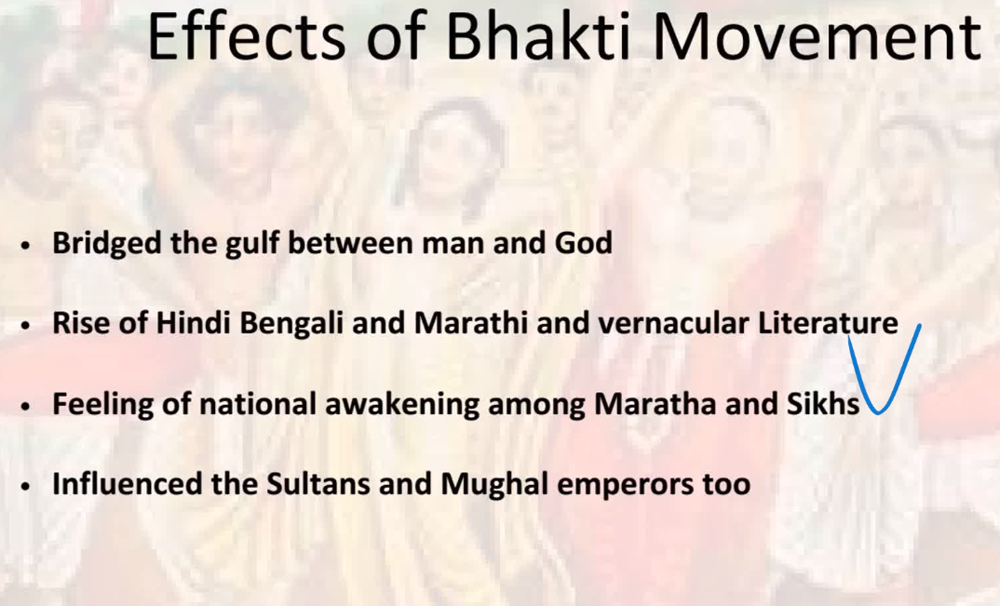 Effects of Bhakti Movement
• Bridged the gulf between man and God
• Rise of Hindi Bengali and Marathi and vernacular Literature
• Feeling of national awakening among Maratha and Sikhs
• Influenced the Sultans and Mughal emperors too